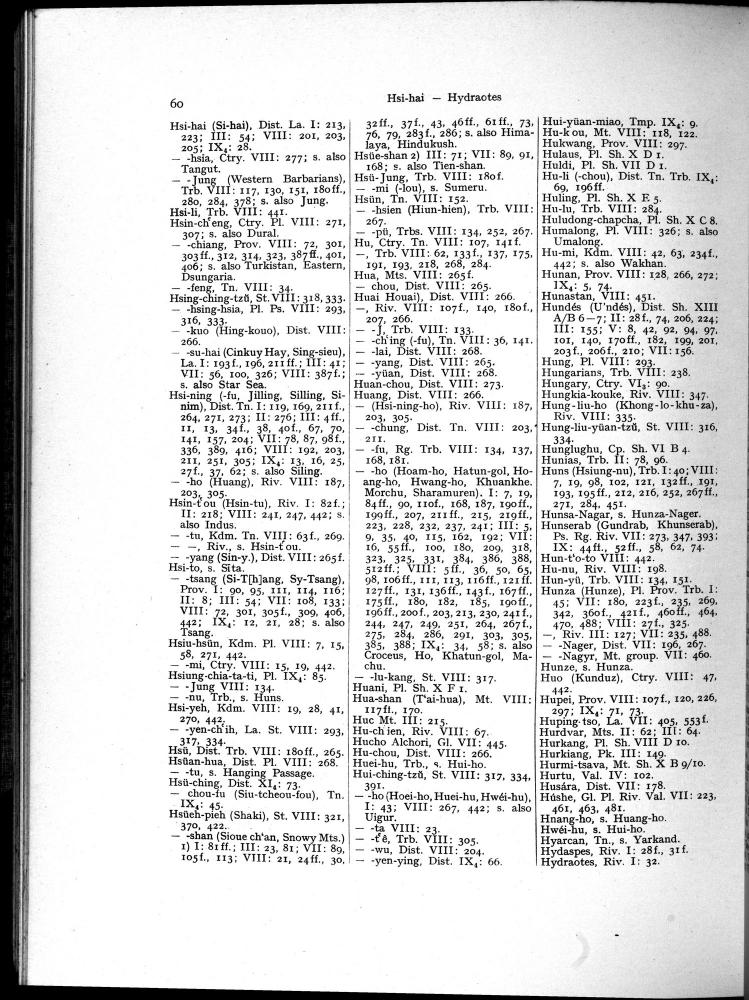 60
Hsi-hai — Hydraotes
Hsi-hai (Si-hai), Dist. La. I: 213,
223; III: 54; VIII: 201, 203,
205; IX₄: 28.
— -hsia, Ctry. VIII: 277; s. also
Tangut.
— -Jung (Western Barbarians),
Trb. VIII: 117, 130, 151, 180ff.,
280, 284, 378; s. also Jung.
Hsi-li, Trb. VIII: 441.
Hsin-ch'eng, Ctry. Pl. VIII: 271,
307; s. also Dural.
— -chiang, Prov. VIII: 72, 301,
303ff., 312, 314, 323, 387ff., 401,
406; s. also Turkistan, Eastern,
Dsungaria.
— -feng, Tn. VIII: 34.
Hsing-ching-tzŭ, St. VIII: 318, 333.
— -hsing-hsia, Pl. Ps. VIII: 293,
316, 333.
— -kuo (Hing-kouo), Dist. VIII:
266.
— -su-hai (Cinkuy Hay, Sing-sieu),
La. I: 193f., 196, 211ff.; III: 41;
VII: 56, 100, 326; VIII: 387f.;
s. also Star Sea.
Hsi-ning (-fu, Jilling, Silling, Si-
nim), Dist. Tn. I: 119, 169, 211f.,
264, 271, 273; II: 276; III: 4ff.,
11, 13, 34f., 38, 40f., 67, 70,
141, 157, 204; VII: 78, 87, 98f.,
336, 389, 416; VIII: 192, 203,
211, 251, 305; IX₄: 13, 16, 25,
27f., 37, 62; s. also Siling.
— -ho (Huang), Riv. VIII: 187,
203, 305.
Hsin-t'ou (Hsin-tu), Riv. I: 82f.;
II: 218; VIII: 241, 247, 442; s.
also Indus.
— -tu, Kdm. Tn. VIII: 63f., 269.
— —, Riv., s. Hsin-t'ou.
— -yang (Sin-y.), Dist. VIII: 265f.
Hsi-to, s. Sita.
— -tsang (Si-T[h]ang, Sy-Tsang),
Prov. I: 90, 95, 111, 114, 116;
II: 8; III: 54; VII: 108, 133;
VIII: 72, 301, 305f., 309, 406,
442; IX₄: 12, 21, 28; s. also
Tsang.
Hsiu-hsün, Kdm. Pl. VIII: 7, 15,
58, 271, 442.
— -mi, Ctry. VIII: 15, 19, 442.
Hsiung-chia-ta-ti, Pl. IX₄: 85.
— -Jung VIII: 134.
— -nu, Trb., s. Huns.
Hsi-yeh, Kdm. VIII: 19, 28, 41,
270, 442.
— -yen-ch'ih, La. St. VIII: 293,
317, 334.
Hsü, Dist. Trb. VIII: 180ff., 265.
Hsüan-hua, Dist. Pl. VIII: 268.
— -tu, s. Hanging Passage.
Hsü-ching, Dist. XI₄: 73.
— chou-fu (Siu-tcheou-fou), Tn.
IX₄: 45.
Hsüeh-pieh (Shaki), St. VIII: 321,
370, 422.
— -shan (Sioue ch'an, Snowy Mts.)
1) I: 81ff.; III: 23, 81; VII: 89,
105f., 113; VIII: 21, 24ff., 30,
32ff., 37f., 43, 46ff., 61ff., 73,
76, 79, 283f., 286; s. also Hima-
laya, Hindukush.
Hsüe-shan 2) III: 71; VII: 89, 91,
168; s. also Tien-shan.
Hsü-Jung, Trb. VIII: 180f.
— -mi (-lou), s. Sumeru.
Hsün, Tn. VIII: 152.
— -hsien (Hiun-hien), Trb. VIII:
267.
— -pü, Trbs. VIII: 134, 252, 267.
Hu, Ctry. Tn. VIII: 107, 141f.
—, Trb. VIII: 62, 133f., 137, 175,
191, 193, 218, 268, 284.
Hua, Mts. VIII: 265f.
— chou, Dist. VIII: 265.
Huai Houai), Dist. VIII: 266.
—, Riv. VIII: 107f., 140, 180f.,
207, 266.
— -J, Trb. VIII: 133.
— -ch'ing (-fu), Tn. VIII: 36, 141.
— -lai, Dist. VIII: 268.
— -yang, Dist. VIII: 265.
— -yüan, Dist. VIII: 268.
Huan-chou, Dist. VIII: 273.
Huang, Dist. VIII: 266.
— (Hsi-ning-ho), Riv. VIII: 187,
203, 305.
— -chung, Dist. Tn. VIII: 203,
211.
— -fu, Rg. Trb. VIII: 134, 137,
168, 181.
— -ho (Hoam-ho, Hatun-gol, Ho-
ang-ho, Hwang-ho, Khuankhe.
Morchu, Sharamuren). I: 7, 19,
84ff., 90, 110f., 168, 187, 190ff.,
199ff., 207, 211ff., 215, 219ff.,
223, 228, 232, 237, 241; III: 5,
9, 35, 40, 115, 162, 192; VII:
16, 55ff., 100, 180, 209, 318,
323, 325, 331, 384, 386, 388,
512ff.; VIII: 5ff., 36, 50, 65,
98, 106ff., 111, 113, 116ff., 121ff.
127ff., 131, 136ff., 143f., 167ff.,
175ff., 180, 182, 185, 190ff.,
196ff., 200f., 203, 213, 230, 241f.,
244, 247, 249, 251, 264, 267f.,
275, 284, 286, 291, 303, 305,
385, 388; IX₄: 34, 58; s. also
Croceus, Ho, Khatun-gol, Ma-
chu.
— -lu-kang, St. VIII: 317.
Huani, Pl. Sh. X F 1.
Hua-shan (T'ai-hua), Mt. VIII:
117ff., 170.
Huc Mt. III: 215.
Hu-ch'ien, Riv. VIII: 67.
Hucho Alchori, Gl. VII: 445.
Hu-chou, Dist. VIII: 266.
Huei-hu, Trb., s. Hui-ho.
Hui-ching-tzŭ, St. VIII: 317, 334,
391.
— -ho (Hoei-ho, Huei-hu, Hwéi-hu),
I: 43; VIII: 267, 442; s. also
Uigur.
— -ta VIII: 23.
— -t'ê, Trb. VIII: 305.
— -wu, Dist. VIII: 204.
— -yen-ying, Dist. IX₄: 66.
Hui-yüan-miao, Tmp. IX₄: 9.
Hu-k'ou, Mt. VIII: 118, 122.
Hukwang, Prov. VIII: 297.
Hulaus, Pl. Sh. X D 1.
Huldi, Pl. Sh. VII D 1.
Hu-li (-chou), Dist. Tn. Trb. IX₄:
69, 196ff.
Huling, Pl. Sh. X E 5.
Hu-lu, Trb. VIII: 284.
Huludong-chapcha, Pl. Sh. X C 8.
Humalong, Pl. VIII: 326; s. also
Umalong.
Hu-mi, Kdm. VIII: 42, 63, 234f.,
442; s. also Wakhan.
Hunan, Prov. VIII: 128, 266, 272;
IX₄: 5, 74.
Hunastan, VIII: 451.
Hundés (U'ndés), Dist. Sh. XIII
A/B 6—7; II: 28f., 74, 206, 224;
III: 155; V: 8, 42, 92, 94, 97,
101, 140, 170ff., 182, 199, 201,
203f., 206f., 210; VII: 156.
Hung, Pl. VIII: 293.
Hungarians, Trb. VIII: 238.
Hungary, Ctry. VI₂: 90.
Hungkia-kouke, Riv. VIII: 347.
Hung-liu-ho (Khong-lo-khu-za),
Riv. VIII: 335.
Hung-liu-yüan-tzŭ, St. VIII: 316,
334.
Hunglughu, Cp. Sh. VI B 4.
Hunias, Trb. II: 78, 96.
Huns (Hsiung-nu), Trb. I: 40; VIII:
7, 19, 98, 102, 121, 132ff., 191,
193, 195ff., 212, 216, 252, 267ff.,
271, 284, 451.
Hunsa-Nagar, s. Hunza-Nager.
Hunserab (Gundrab, Khunserab),
Ps. Rg. Riv. VII: 273, 347, 393;
IX: 44ff., 52ff., 58, 62, 74.
Hun-t'o-to VIII: 442.
Hu-nu, Riv. VIII: 198.
Hun-yü, Trb. VIII: 134, 151.
Hunza (Hunze), Pl. Prov. Trb. I:
45; VII: 180, 223f., 235, 269,
342, 360f., 421f., 460ff., 464,
470, 488; VIII: 27f., 325.
—, Riv. III: 127; VII: 235, 488.
— -Nager, Dist. VII: 196, 267.
— -Nagyr, Mt. group. VII: 460.
Hunze, s. Hunza.
Huo (Kunduz), Ctry. VIII: 47,
442.
Hupei, Prov. VIII: 107f., 120, 226,
297; IX₄: 71, 73.
Huping-tso, La. VII: 405, 553f.
Hurdvar, Mts. II: 62; III: 64.
Hurkang, Pl. Sh. VIII D 10.
Hurkiang, Pk. III: 149.
Hurmi-tsava, Mt. Sh. X B 9/10.
Hurtu, Val. IV: 102.
Husára, Dist. VII: 178.
Húshe, Gl. Pl. Riv. Val. VII: 223,
461, 463, 481.
Hnang-ho, s. Huang-ho.
Hwéi-hu, s. Hui-ho.
Hyarcan, Tn., s. Yarkand.
Hydaspes, Riv. I: 28f., 31f.
Hydraotes, Riv. I: 32.